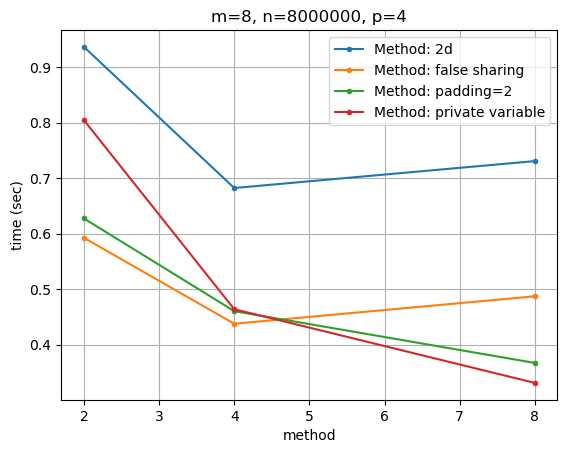 m=8, n=8000000, p=4
Method: 2d
Method: false sharing
Method: padding=2
Method: private variable
time (sec)
0.9
0.8
0.7
0.6
0.5
0.4
2 3 4 5 6 7 8
method